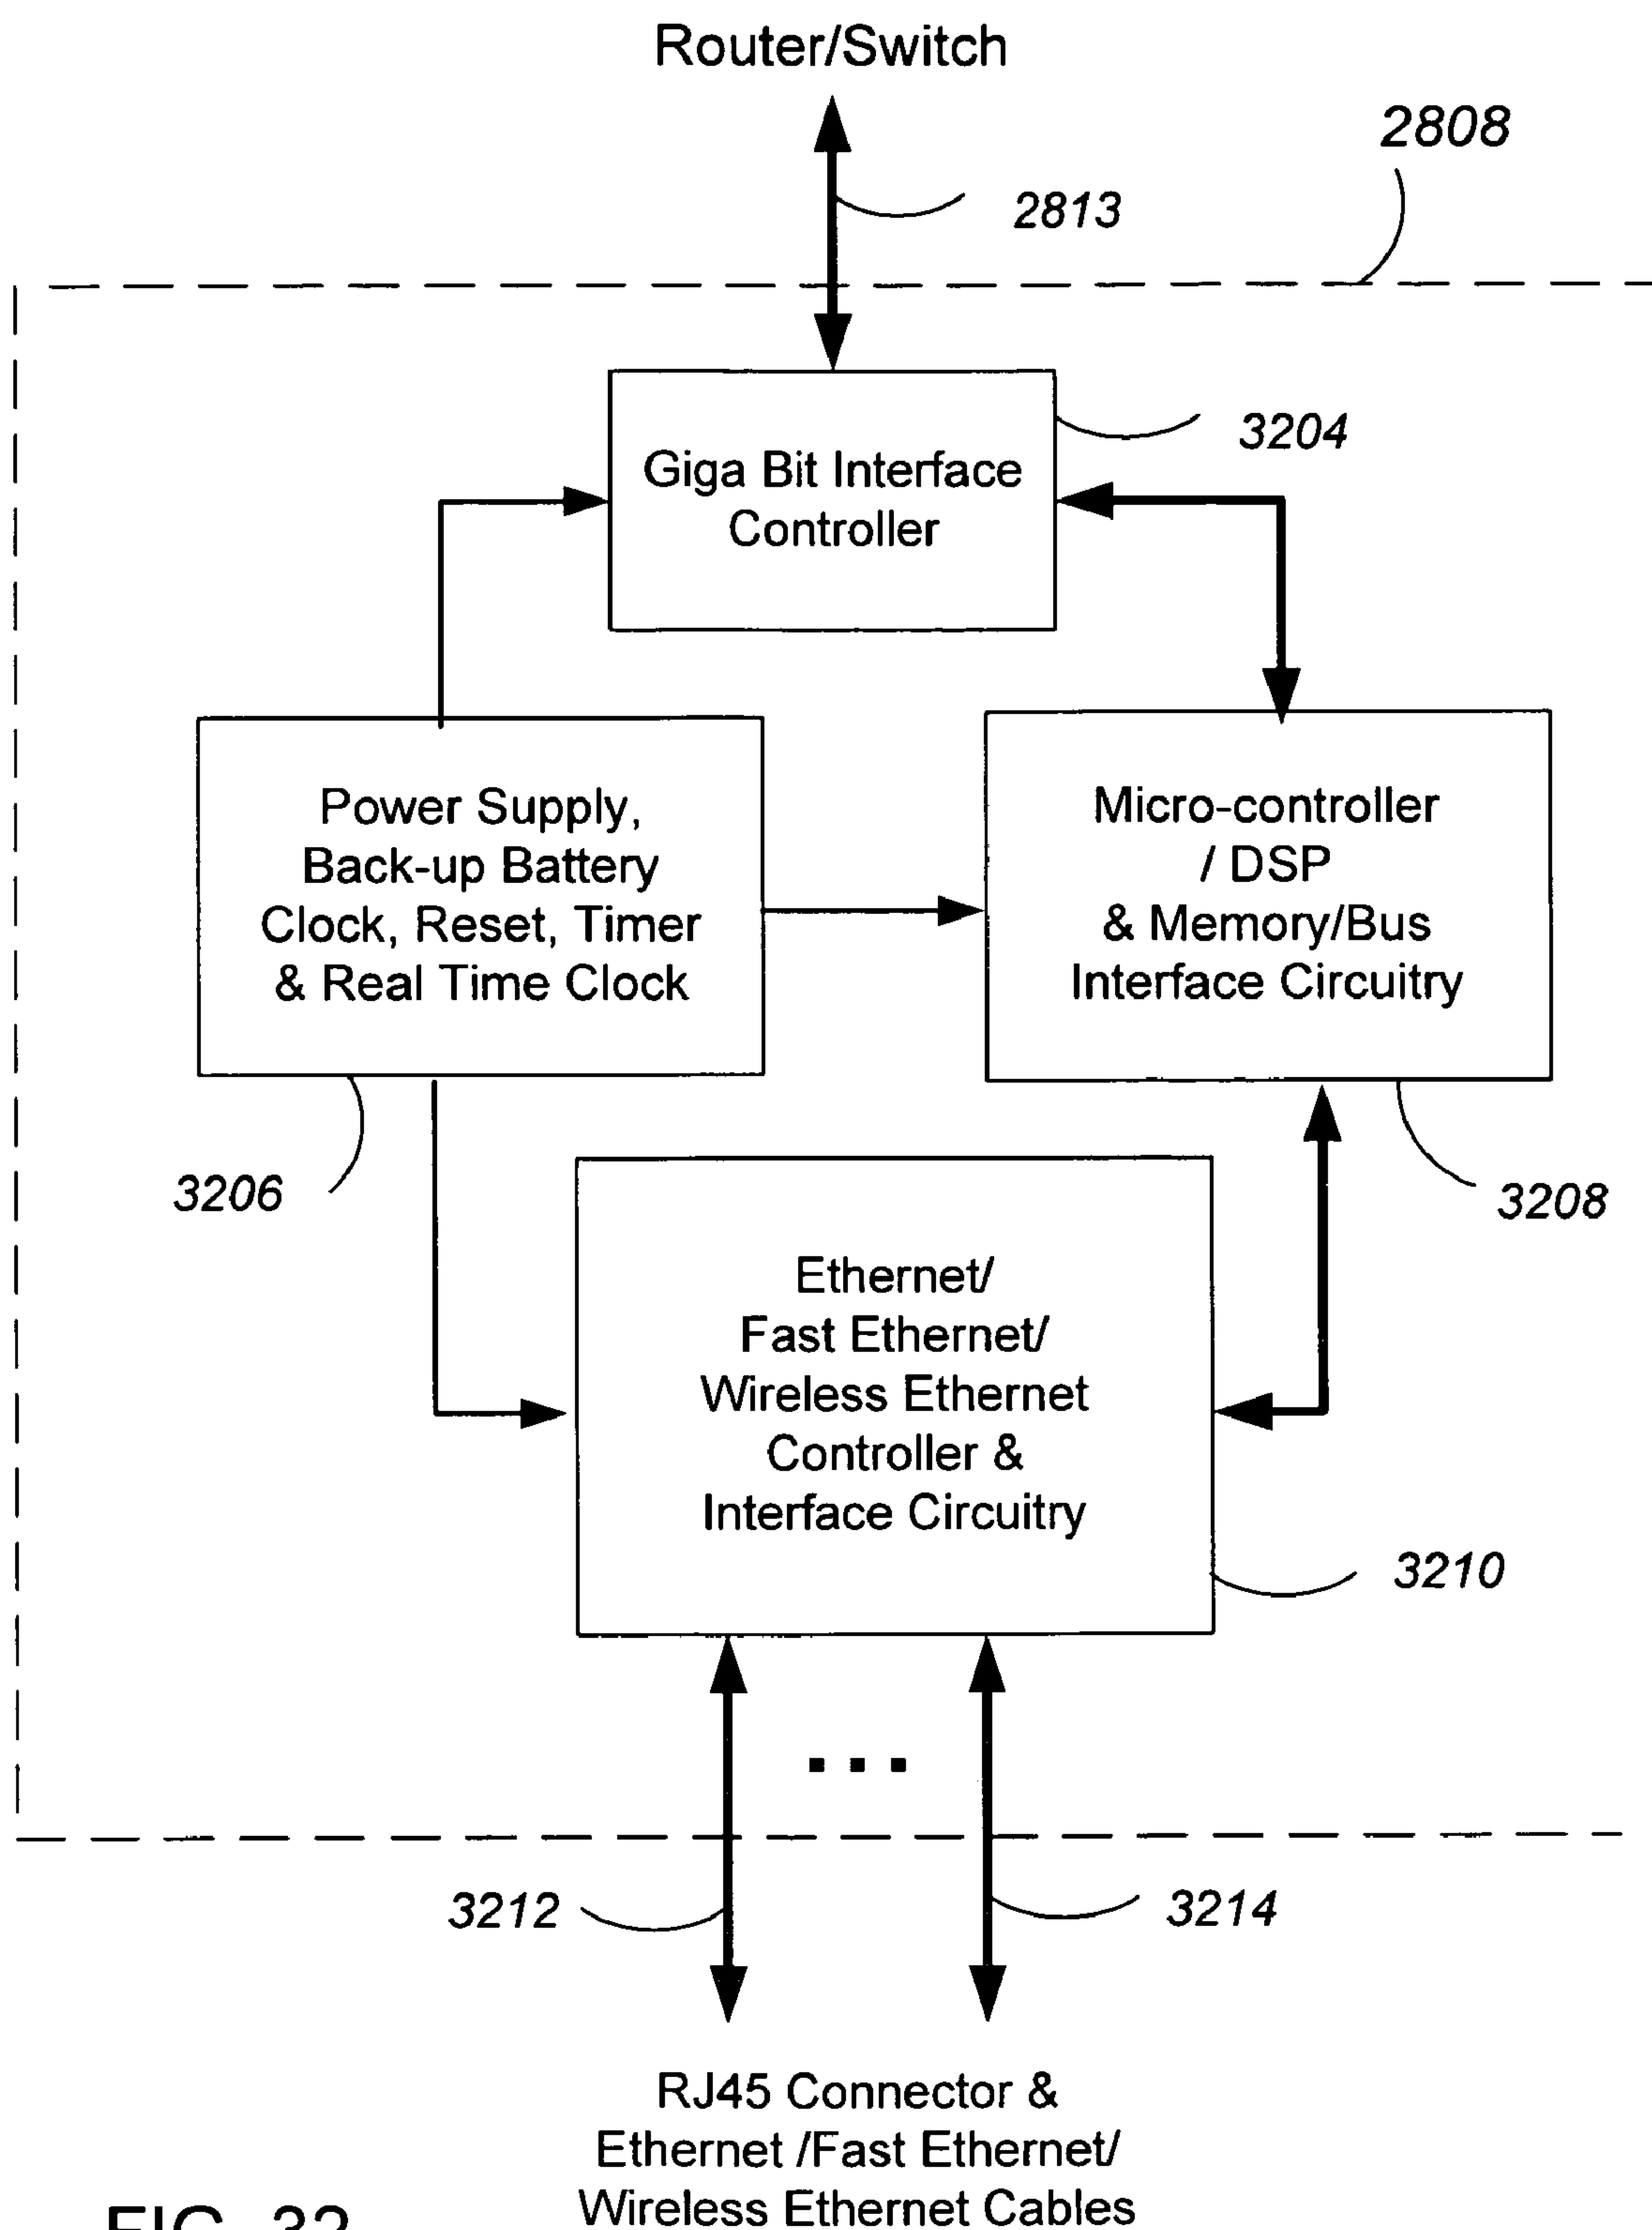 Router/Switch
2808
2813
3204
Giga Bit Interface
Controller
Power Supply,
Back-up Battery
Clock, Reset, Timer
& Real Time Clock
Micro-controller
/ DSP
& Memory/Bus
Interface Circuitry
3206
3208
Ethernet/
Fast Ethernet/
Wireless Ethernet
Controller &
Interface Circuitry
3210
3212
3214
RJ45 Connector &
Ethernet /Fast Ethernet/
Wireless Ethernet Cables
FIG. 32